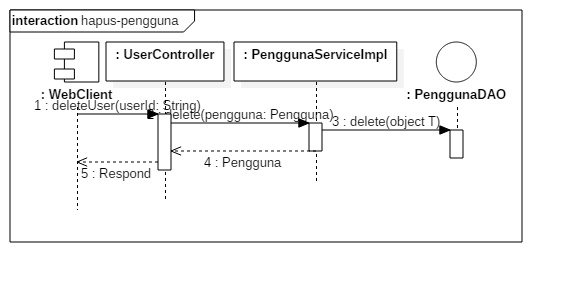 interaction hapus-pengguna
: UserController
: PenggunaServiceImpl
: WebClient
: PenggunaDAO
1 : deleteUser(userId: String)
delete(pengguna: Pengguna)
3 : delete(object T)
4 : Pengguna
5 : Respond